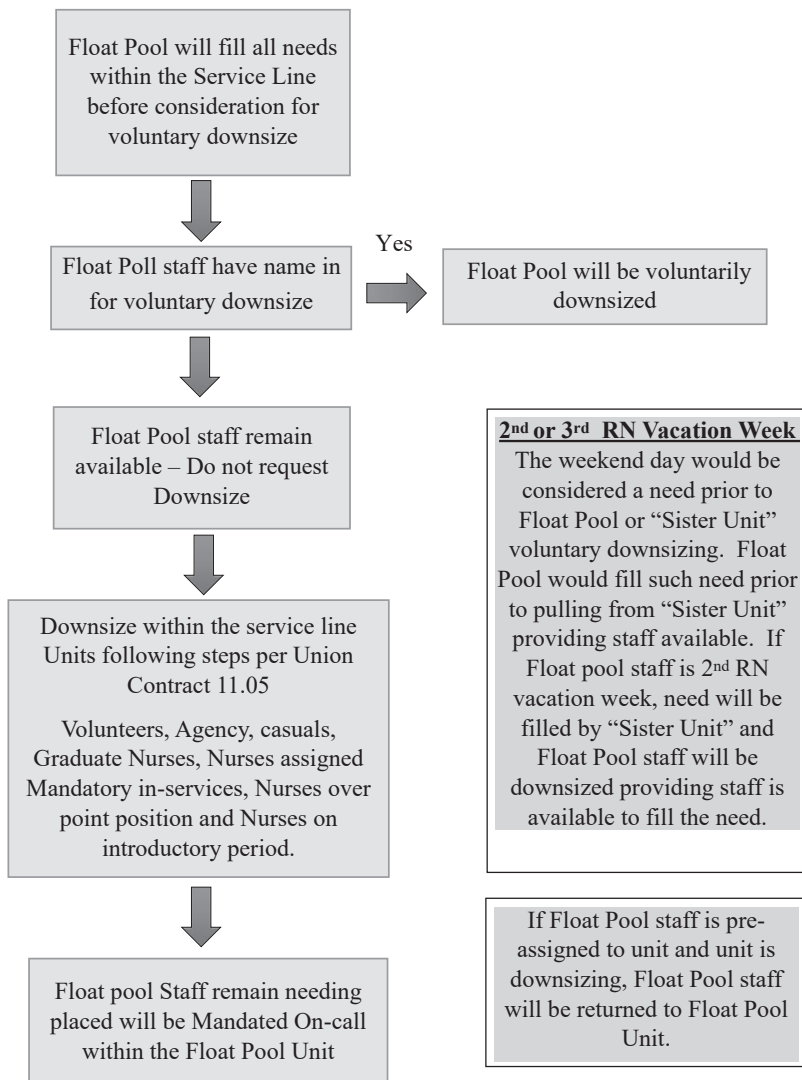 Float Pool will fill all needs
within the Service Line
before consideration for
voluntary downsize
Float Poll staff have name in
for voluntary downsize
Yes
Float Pool will be voluntarily
downsized
Float Pool staff remain
available – Do not request
Downsize
Downsize within the service line
Units following steps per Union
Contract 11.05
Volunteers, Agency, casuals,
Graduate Nurses, Nurses assigned
Mandatory in-services, Nurses over
point position and Nurses on
introductory period.
Float pool Staff remain needing
placed will be Mandated On-call
within the Float Pool Unit
2nd or 3rd RN Vacation Week
The weekend day would be
considered a need prior to
Float Pool or “Sister Unit”
voluntary downsizing. Float
Pool would fill such need prior
to pulling from “Sister Unit”
providing staff available. If
Float pool staff is 2nd RN
vacation week, need will be
filled by “Sister Unit” and
Float Pool staff will be
downsized providing staff is
available to fill the need.
If Float Pool staff is pre-
assigned to unit and unit is
downsizing, Float Pool staff
will be returned to Float Pool
Unit.